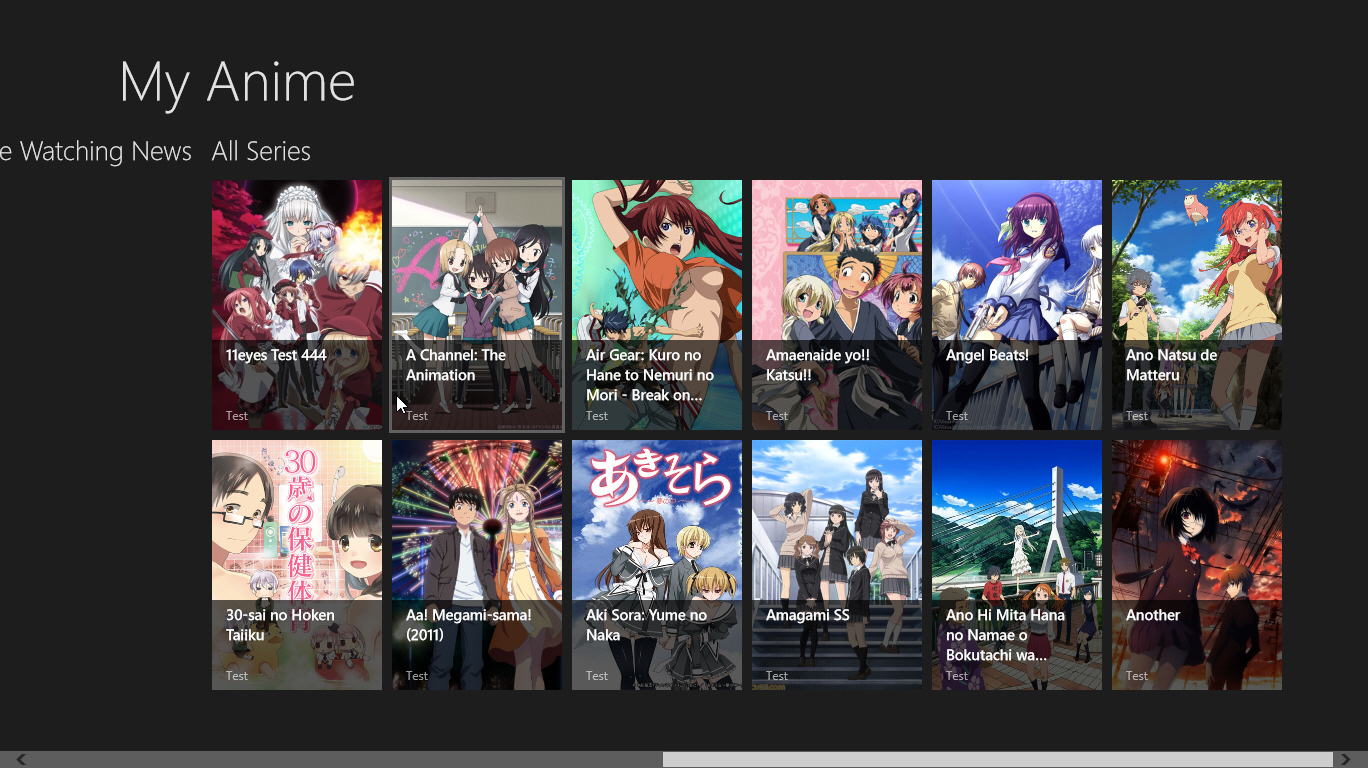 My Anime
e Watching News
All Series
11eyes Test 444
Test
A Channel: The
Animation
Test
Air Gear: Kuro no
Hane to Nemuri no
Mori - Break on...
Test
Amaenaide yo!!
Katsu!!
Test
Angel Beats!
Test
Ano Natsu de
Matteru
Test
30
歳の保健体育
30-sai no Hoken
Taiiku
Test
Aa! Megami-sama!
(2011)
Test
あきそら
Aki Sora: Yume no
Naka
Test
Amagami SS
Test
Ano Hi Mita Hana
no Namae o
Bokutachi wa...
Test
Another
Test